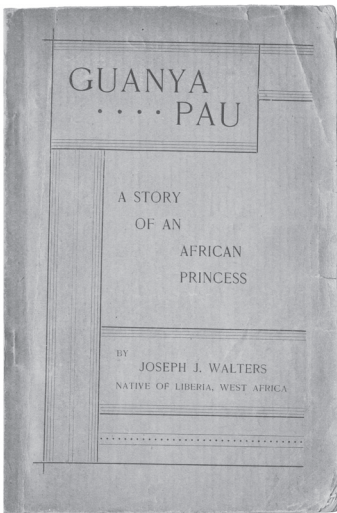 GUANYA
.... PAU
A STORY
OF AN
AFRICAN
PRINCESS
BY
JOSEPH J. WALTERS
NATIVE OF LIBERIA, WEST AFRICA